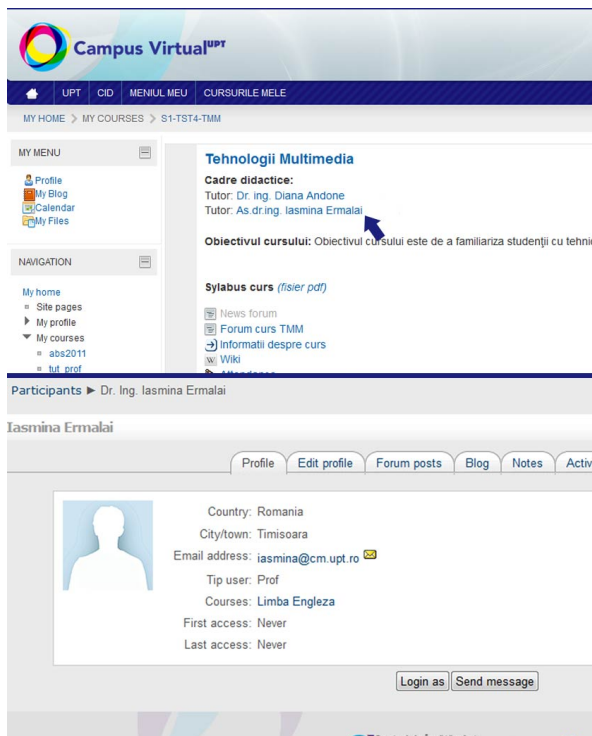 Campus Virtual UPT
UPT CID MENIUL MEU CURSURILE MELE
MY HOME > MY COURSES > S1-TST4-TMM
MY MENU
Profile
My Blog
Calendar
My Files
NAVIGATION
My home
Site pages
My profile
My courses
abs2011
tut_prof
Tehnologii Multimedia
Cadre didactice:
Tutor: Dr. ing. Diana Andone
Tutor: As.dr.ing. Iasmina Ermalai
Obiectivul cursului: Obiectivul cursului este de a familiariza studenţii cu
Sylabus curs (fisier pdf)
News forum
Forum curs TMM
Informatii despre curs
Wiki
Participants ► Dr. Ing. Iasmina Ermalai
Iasmina Ermalai
Profile Edit profile Forum posts Blog Notes
Country: Romania
City/town: Timisoara
Email address: iasmina@cm.upt.ro
Tip user: Prof
Courses: Limba Engleza
First access: Never
Last access: Never
Login as Send message